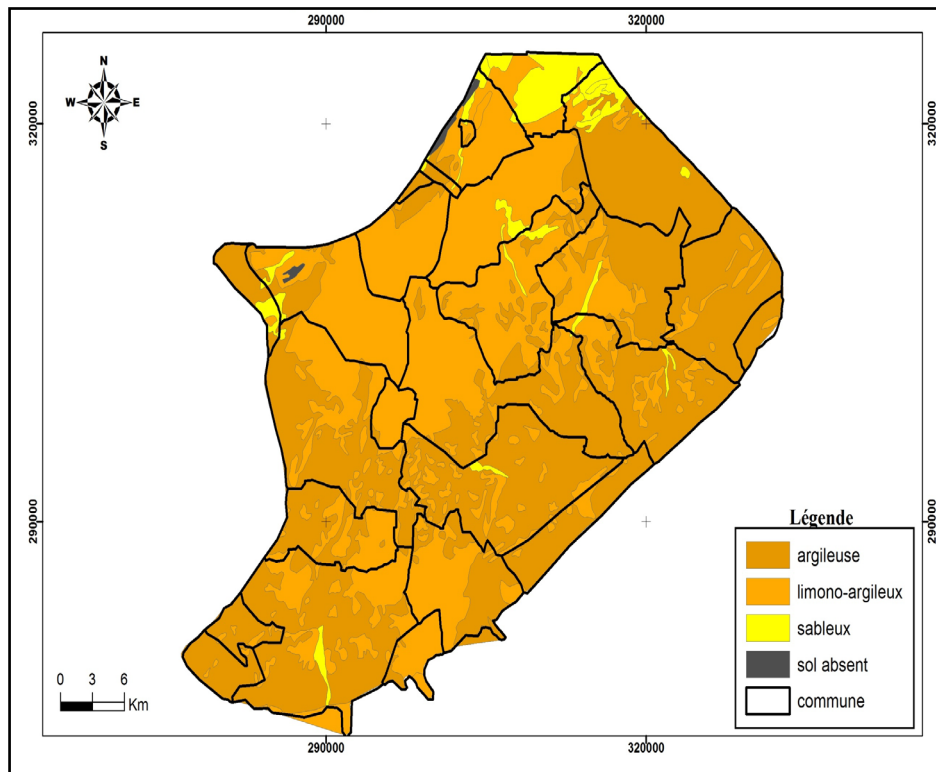 290000 320000
N
W E
S
320000 320000
290000 290000
Légende
argileuse
limono-argileux
sableux
sol absent
commune
0 3 6
Km
290000 320000